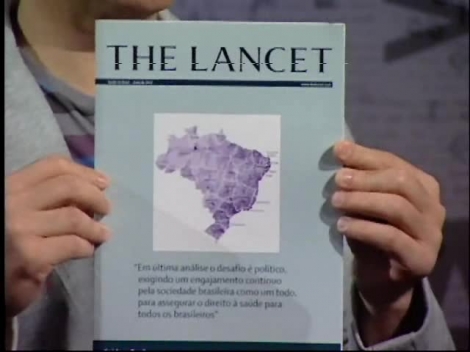 THE LANCET
"Em última análise o desafio é político,
exigindo um engajamento contínuo
pela sociedade brasileira como um todo,
para assegurar o direito à saúde para
todos os brasileiros"